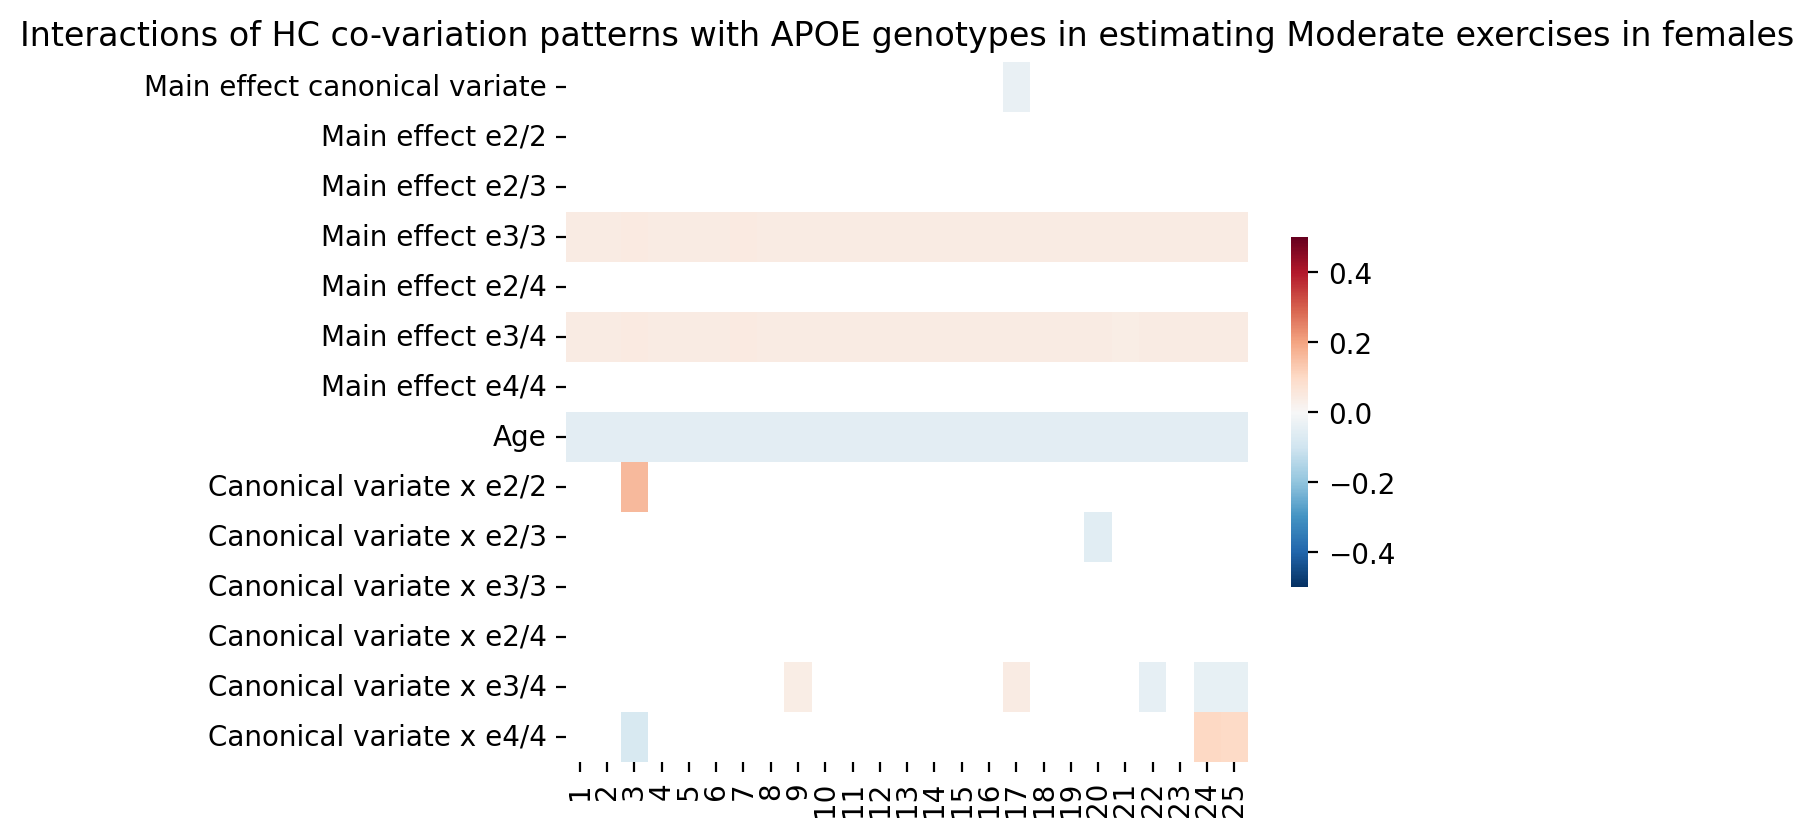 Interactions of HC co-variation patterns with APOE genotypes in estimating Moderate exercises in females
Main effect canonical variate
Main effect e2/2
Main effect e2/3
Main effect e3/3
Main effect e2/4
Main effect e3/4
Main effect e4/4
Age
Canonical variate x e2/2
Canonical variate x e2/3
Canonical variate x e3/3
Canonical variate x e2/4
Canonical variate x e3/4
Canonical variate x e4/4
1 2 3 4 5 6 7 8 9 10 11 12 13 14 15 16 17 18 19 20 21 22 23 24 25
0.4
0.2
0.0
−0.2
−0.4